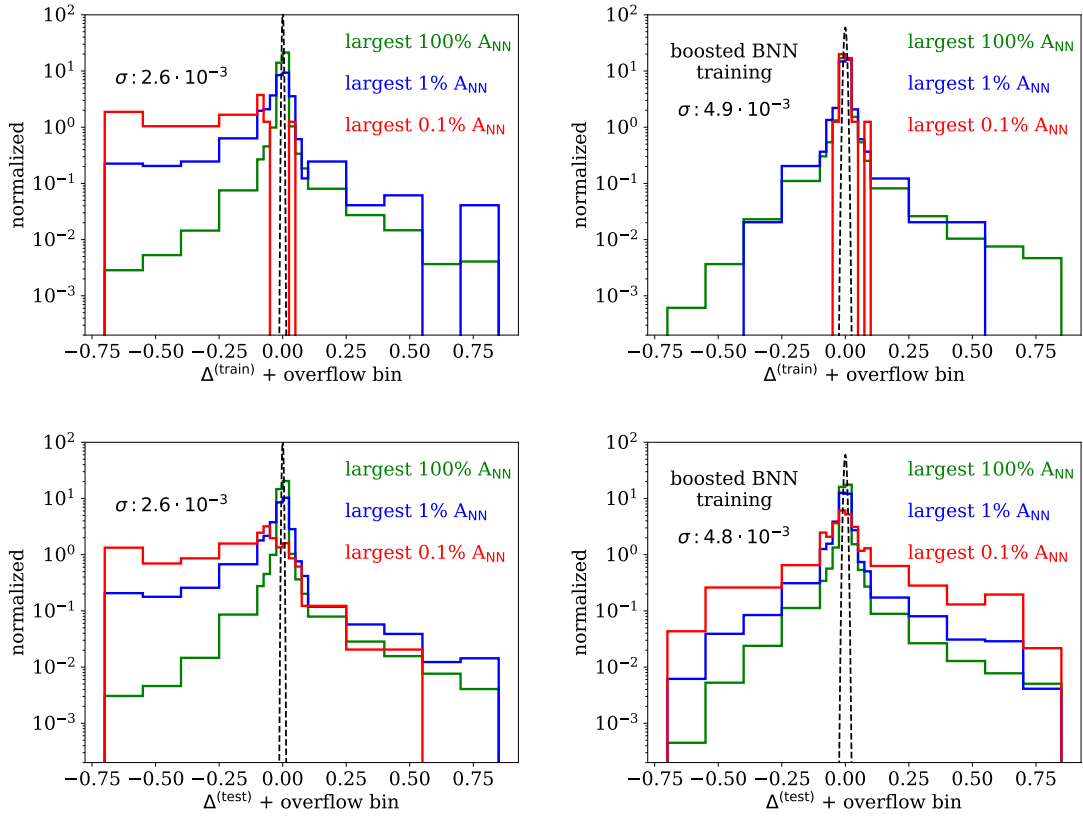 10²
10¹
10⁰
10⁻¹
10⁻²
10⁻³
normalized
σ : 2.6 · 10⁻³
largest 100% A_NN
largest 1% A_NN
largest 0.1% A_NN
−0.75 −0.50 −0.25 0.00 0.25 0.50 0.75
Δ^(train) + overflow bin
10²
10¹
10⁰
10⁻¹
10⁻²
10⁻³
normalized
boosted BNN
training
σ : 4.9 · 10⁻³
largest 100% A_NN
largest 1% A_NN
largest 0.1% A_NN
−0.75 −0.50 −0.25 0.00 0.25 0.50 0.75
Δ^(train) + overflow bin
10²
10¹
10⁰
10⁻¹
10⁻²
10⁻³
normalized
σ : 2.6 · 10⁻³
largest 100% A_NN
largest 1% A_NN
largest 0.1% A_NN
−0.75 −0.50 −0.25 0.00 0.25 0.50 0.75
Δ^(test) + overflow bin
10²
10¹
10⁰
10⁻¹
10⁻²
10⁻³
normalized
boosted BNN
training
σ : 4.8 · 10⁻³
largest 100% A_NN
largest 1% A_NN
largest 0.1% A_NN
−0.75 −0.50 −0.25 0.00 0.25 0.50 0.75
Δ^(test) + overflow bin